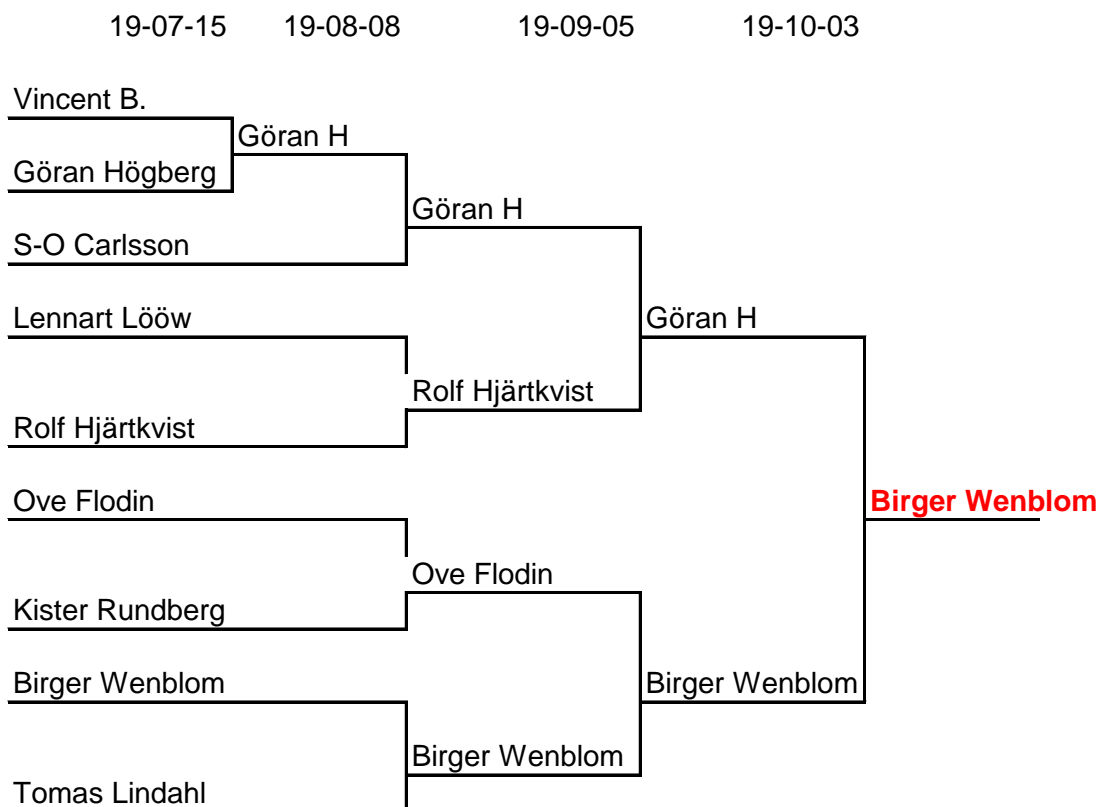 19-07-15 19-08-08 19-09-05 19-10-03
Vincent B.
Göran H
Göran Högberg
Göran H
S-O Carlsson
Lennart Lööw
Göran H
Rolf Hjärtkvist
Rolf Hjärtkvist
Ove Flodin
Birger Wenblom
Ove Flodin
Kister Rundberg
Birger Wenblom
Birger Wenblom
Birger Wenblom
Tomas Lindahl